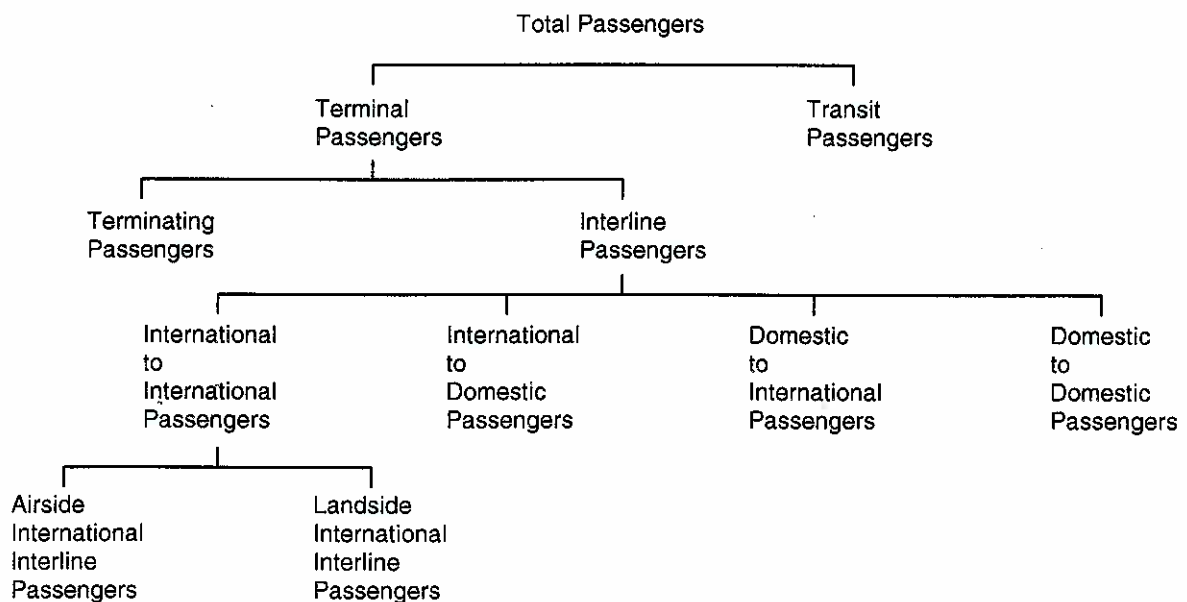 Total Passengers
Terminal
Passengers
Transit
Passengers
Terminating
Passengers
Interline
Passengers
International
to
International
Passengers
International
to
Domestic
Passengers
Domestic
to
International
Passengers
Domestic
to
Domestic
Passengers
Airside
International
Interline
Passengers
Landside
International
Interline
Passengers